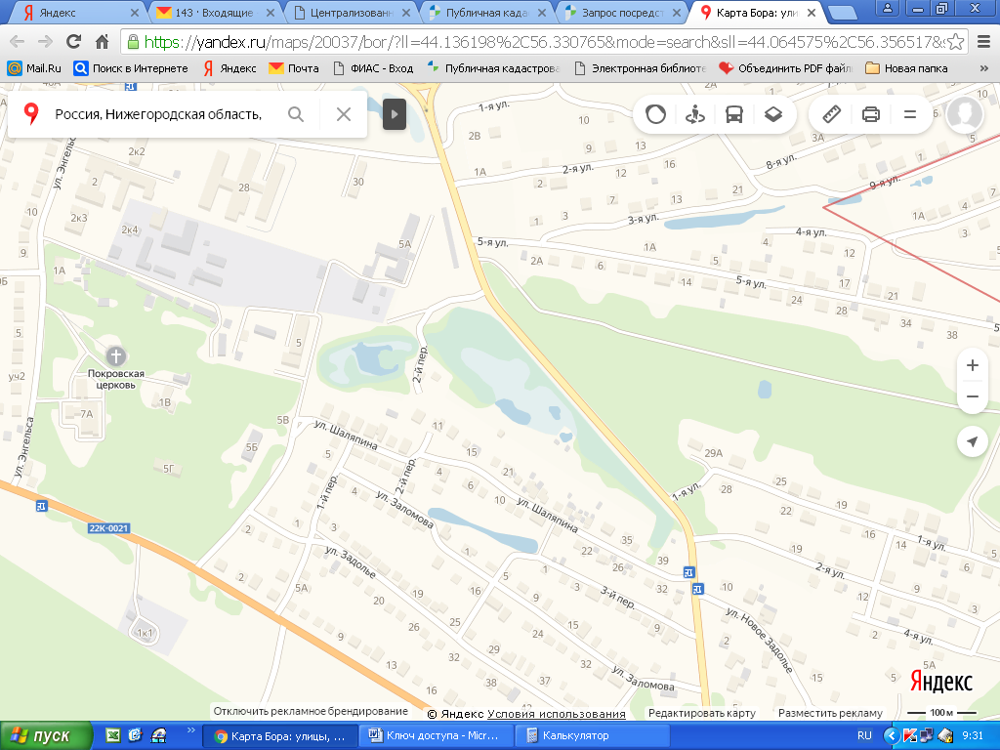 Яндекс
143 · Входящие
Централизованн
Публичная када
Запрос посредст
Карта Бора: ули
https://yandex.ru/maps/20037/bor/?ll=44.136198%2C56.330765&mode=search&sll=44.064575%2C56.356517&
Mail.Ru
Поиск в Интернете
Яндекс
Почта
ФИАС - Вход
Публичная кадастрова
Электронная библиоте
Объединить PDF файл
Новая папка
»
Россия, Нижегородская область,
1-я ул.
2В 10 9 13 3А 8-я ул. 5
2к2 ул. Энгельса 2 28 30
1А 2-я ул. 2 12 16 9-я ул.
10 2к3 7 13 21 1А 4
1 3 3-я ул. 3
2к4 5А 5-я ул. 4-я ул.
9 1А 2А 6 1А 5 12
0Б 14 5-я ул. 17 21
24 28 34 38
5 5
Покровская
церковь
2-й пер.
уч2 1В
7А 5В ул. Шаляпина 11
ул. Энгельса 5Б 5Г 5 15 29А
1-й пер. 2-й пер. 4 6 21 25
4 ул. Заломова 10 ул. Шаляпина 1-я ул. 28 19
22К-0021
2 1 3 35 22 16 14 1-я ул.
ул. Задолье 22 26 39 19 5 6
2 5А 19 16 5 1 32 2-я ул.
20 9 3-й пер. 10 12 3
26 15 ул. Новое Задолье 2 4-я ул.
1к1 9 29 24 2
13 32 ул. Заломова 5А
38 37 5
Яндекс
Отключить рекламное брендирование
© Яндекс Условия использования
Редактировать карту
Разместить рекламу
100 м
пуск
»
Карта Бора: улицы, ...
Ключ доступа - Micr...
Калькулятор
RU
9:31